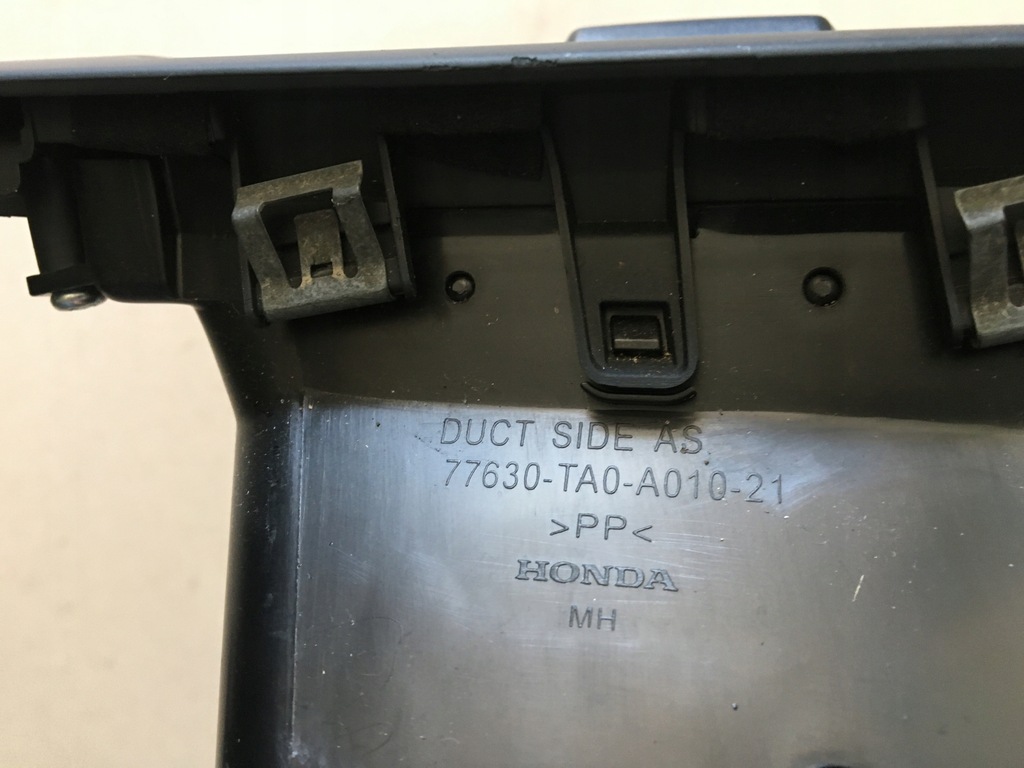 DUCT SIDE AS
77630-TA0-A010-21
>PP<
HONDA
MH